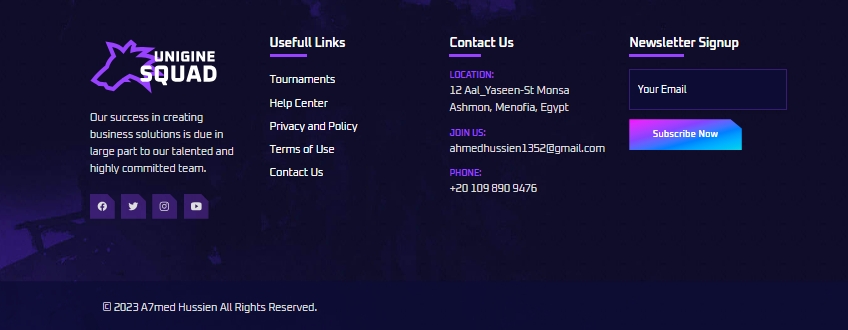 UNIGINE
SQUAD
Our success in creating
business solutions is due in
large part to our talented and
highly committed team.
Usefull Links
Tournaments
Help Center
Privacy and Policy
Terms of Use
Contact Us
Contact Us
LOCATION:
12 Aal_Yaseen-St Monsa
Ashmon, Menofia, Egypt
JOIN US:
ahmedhussien1352@gmail.com
PHONE:
+20 109 890 9476
Newsletter Signup
Your Email
Subscribe Now
© 2023 A7med Hussien All Rights Reserved.